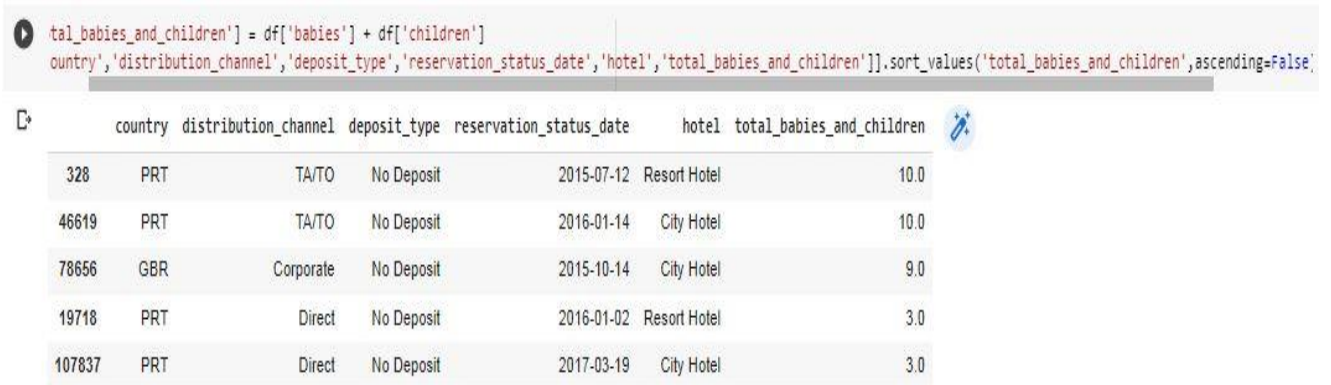 tal_babies_and_children'] = df['babies'] + df['children']
ountry','distribution_channel','deposit_type','reservation_status_date','hotel','total_babies_and_children']].sort_values('total_babies_and_children',ascending=False)
country distribution_channel deposit_type reservation_status_date hotel total_babies_and_children
328 PRT TA/TO No Deposit 2015-07-12 Resort Hotel 10.0
46619 PRT TA/TO No Deposit 2016-01-14 City Hotel 10.0
78656 GBR Corporate No Deposit 2015-10-14 City Hotel 9.0
19718 PRT Direct No Deposit 2016-01-02 Resort Hotel 3.0
107837 PRT Direct No Deposit 2017-03-19 City Hotel 3.0